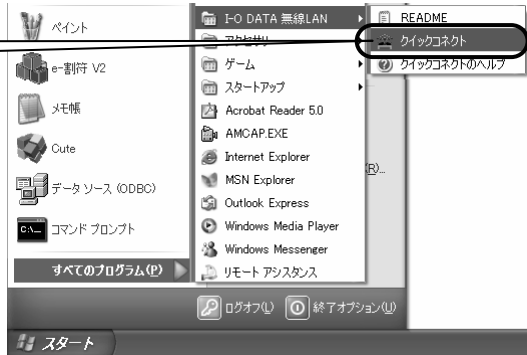 ペイント
e-割符 V2
メモ帳
Cute
データ ソース (ODBC)
コマンド プロンプト
すべてのプログラム(P)
I-O DATA 無線LAN
アクセサリ
ゲーム
スタートアップ
Acrobat Reader 5.0
AMCAP.EXE
Internet Explorer
MSN Explorer
Outlook Express
Windows Media Player
Windows Messenger
リモート アシスタンス
README
クイックコネクト
クイックコネクトのヘルプ
(R)...
ログオフ(L)
終了オプション(U)
スタート